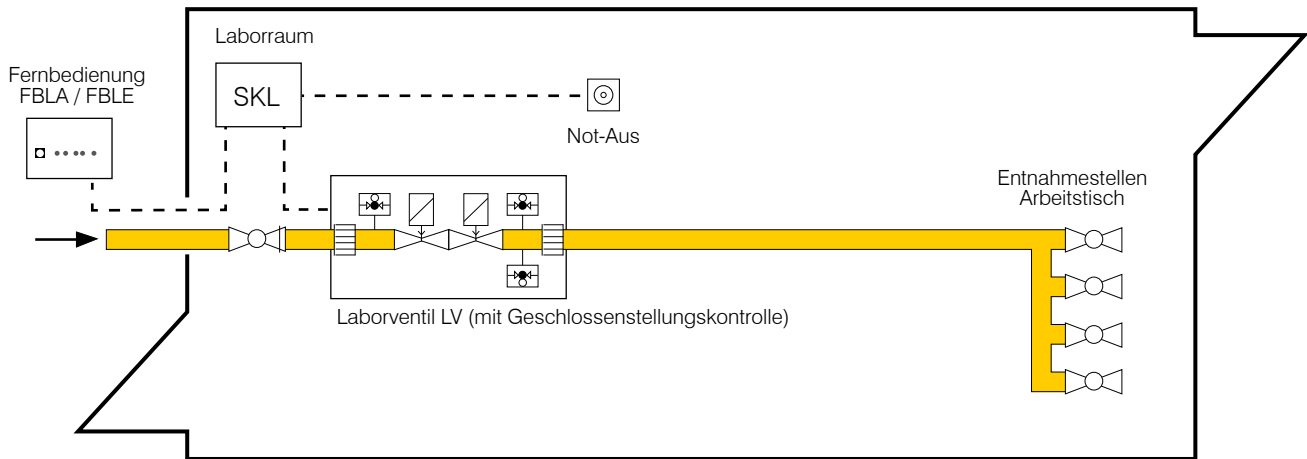 Laborraum
Fernbedienung
FBLA / FBLE
SKL
Not-Aus
Entnahmestellen
Arbeitstisch
Laborventil LV (mit Geschlossenstellungskontrolle)